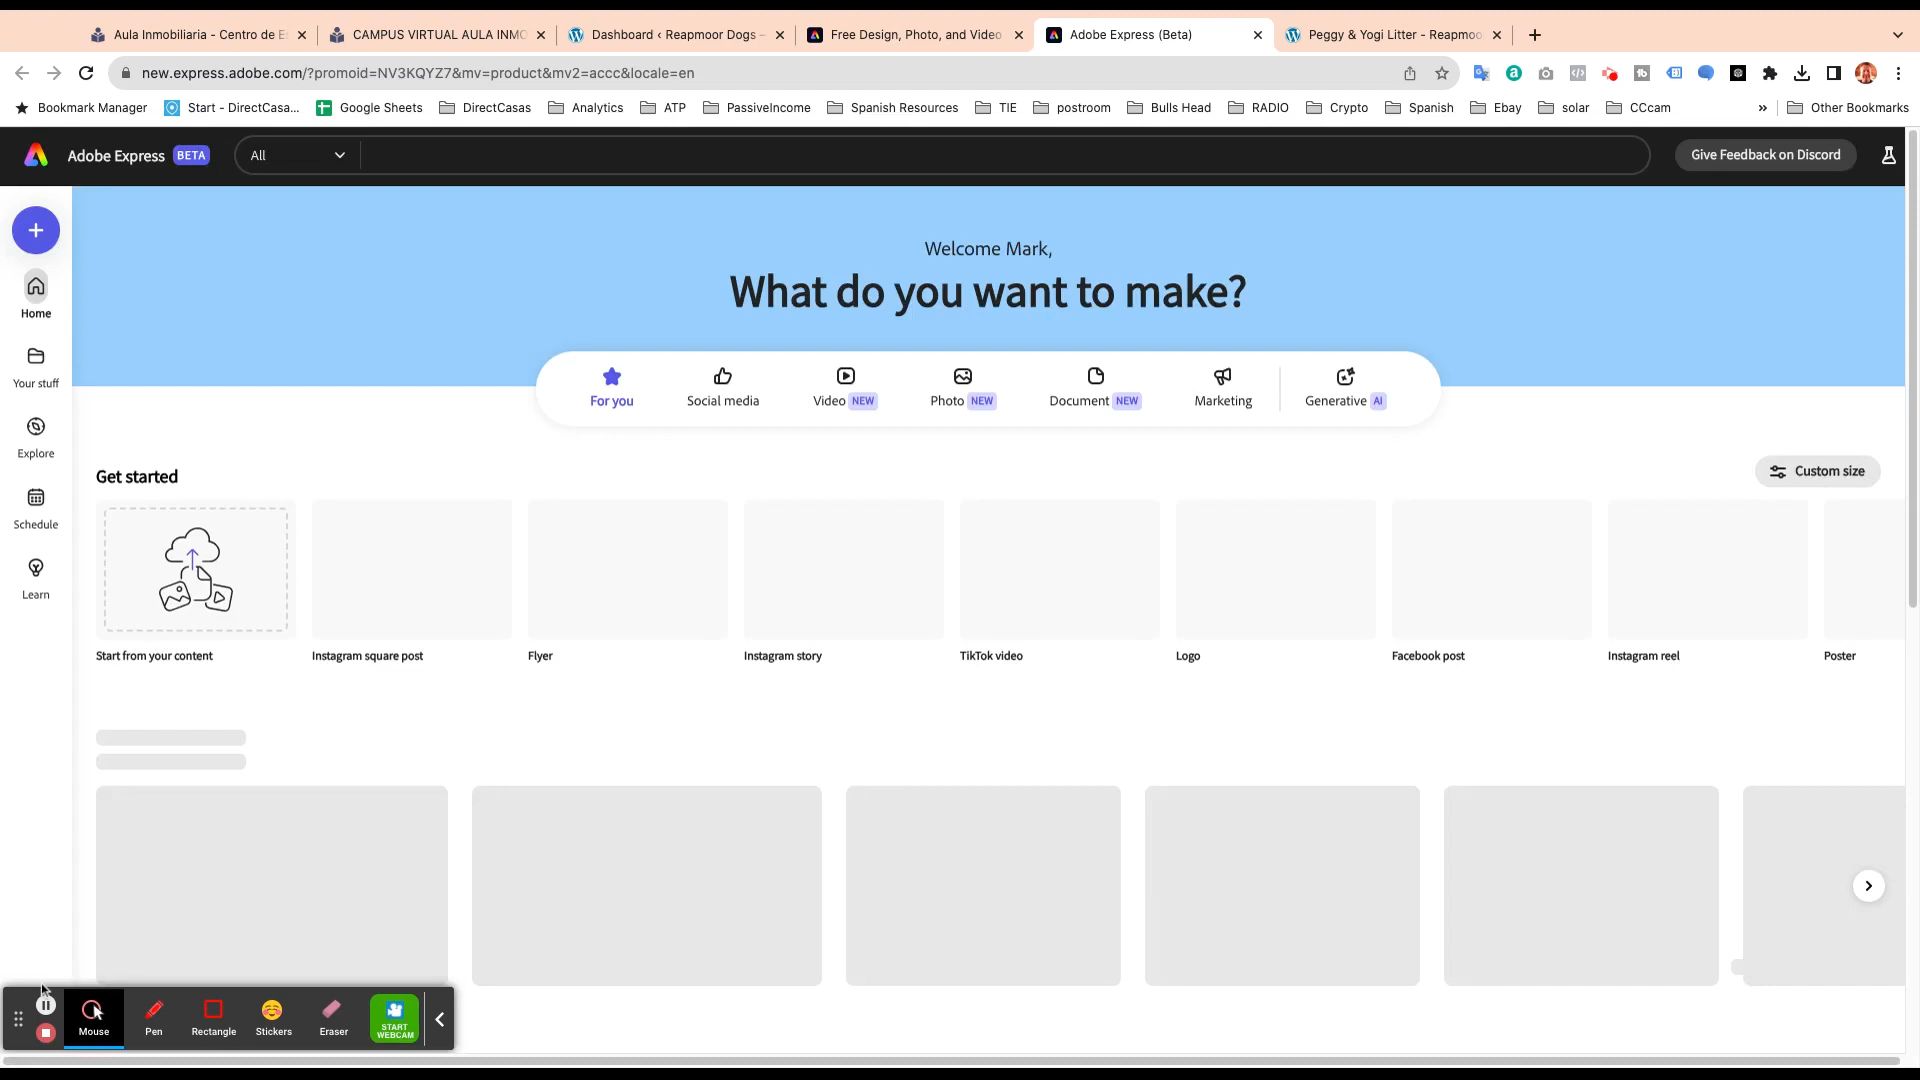 Aula Inmobiliaria - Centro de E
CAMPUS VIRTUAL AULA INMO
Dashboard ‹ Reapmoor Dogs –
Free Design, Photo, and Video
Adobe Express (Beta)
Peggy & Yogi Litter - Reapmoo
new.express.adobe.com/?promoid=NV3KQYZ7&mv=product&mv2=accc&locale=en
Bookmark Manager
Start - DirectCasa...
Google Sheets
DirectCasas
Analytics
ATP
PassiveIncome
Spanish Resources
TIE
postroom
Bulls Head
RADIO
Crypto
Spanish
Ebay
solar
CCcam
»
Other Bookmarks
Adobe Express BETA
All
Give Feedback on Discord
Welcome Mark,
What do you want to make?
For you
Social media
Video NEW
Photo NEW
Document NEW
Marketing
Generative AI
Home
Your stuff
Explore
Schedule
Learn
Get started
Custom size
Start from your content
Instagram square post
Flyer
Instagram story
TikTok video
Logo
Facebook post
Instagram reel
Poster
Mouse
Pen
Rectangle
Stickers
Eraser
START
WEBCAM